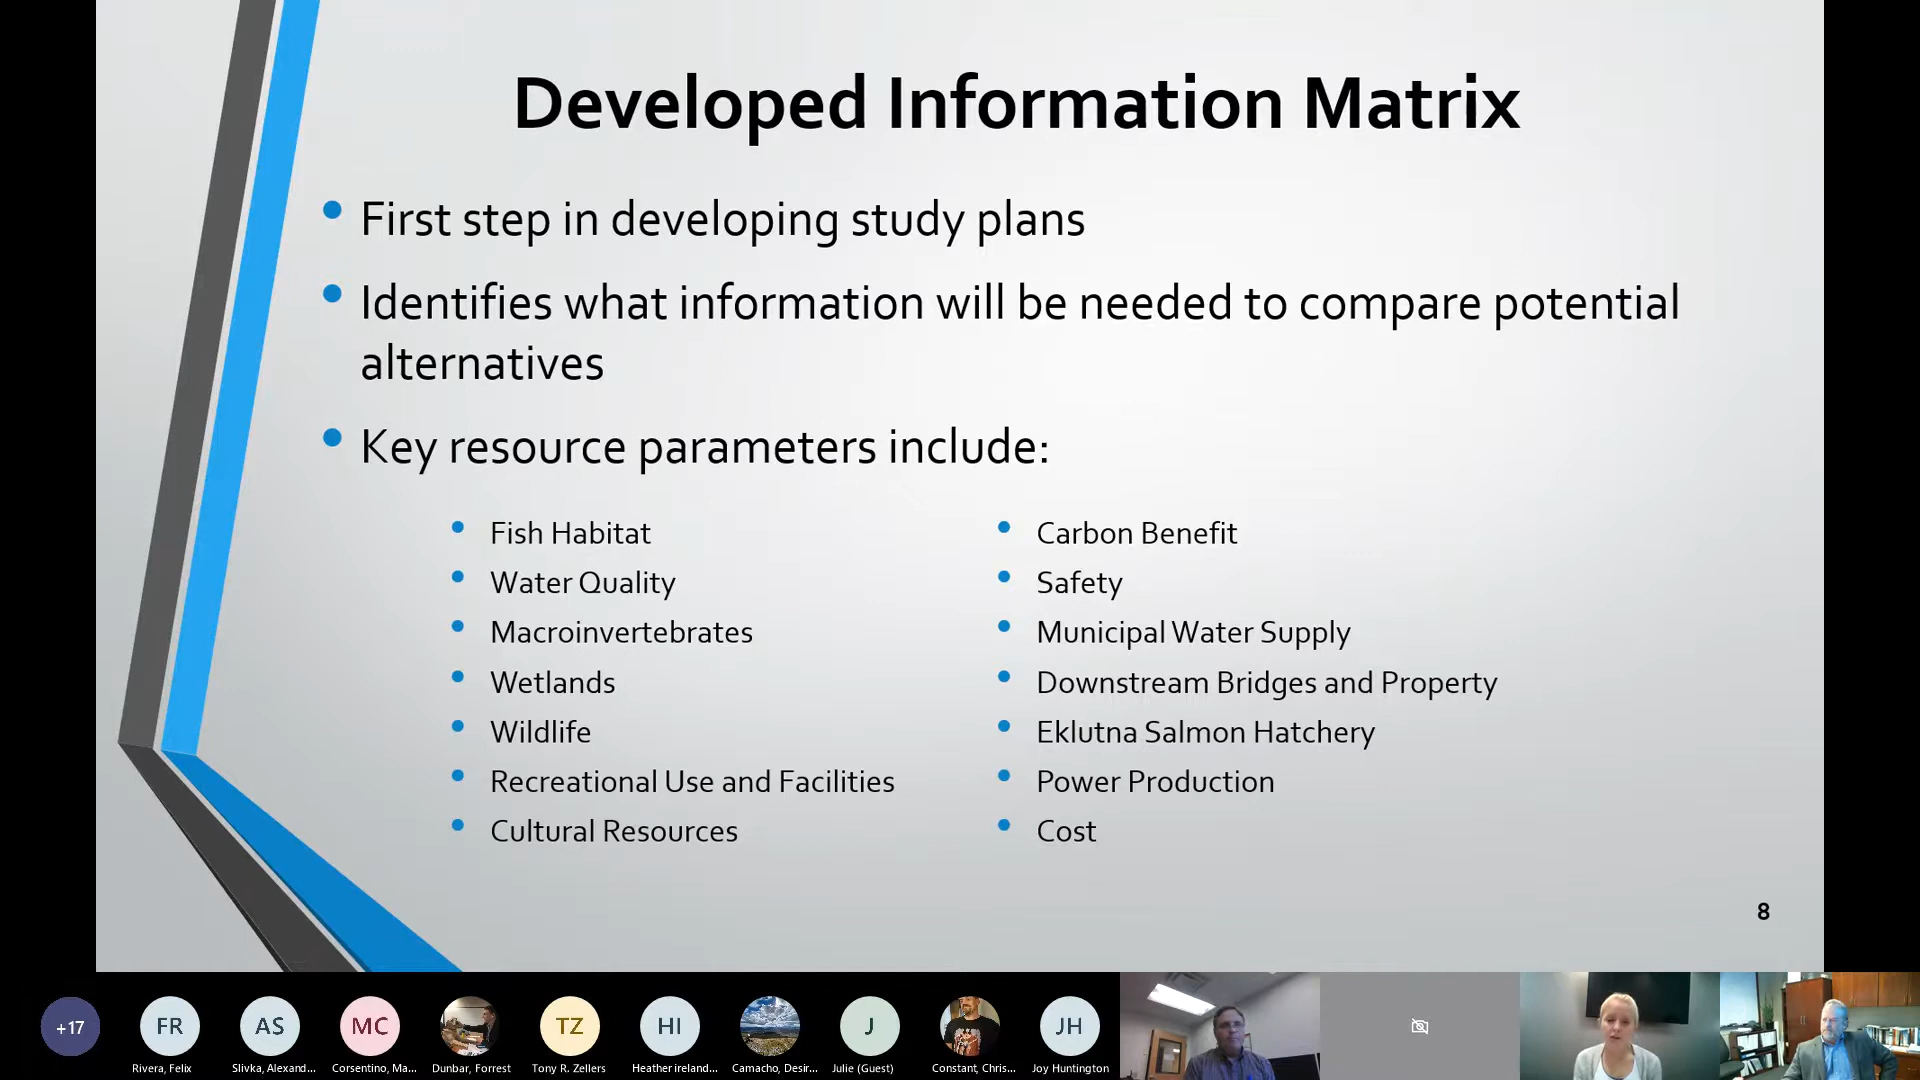 Developed Information Matrix
First step in developing study plans
Identifies what information will be needed to compare potential
alternatives
Key resource parameters include:
Fish Habitat
Water Quality
Macroinvertebrates
Wetlands
Wildlife
Recreational Use and Facilities
Cultural Resources
Carbon Benefit
Safety
Municipal Water Supply
Downstream Bridges and Property
Eklutna Salmon Hatchery
Power Production
Cost
8
+17
FR
AS
MC
TZ
HI
J
JH
Rivera, Felix
Slivka, Alexand...
Corsentino, Ma...
Dunbar, Forrest
Tony R. Zellers
Heather ireland...
Camacho, Desir...
Julie (Guest)
Constant, Chris...
Joy Huntington